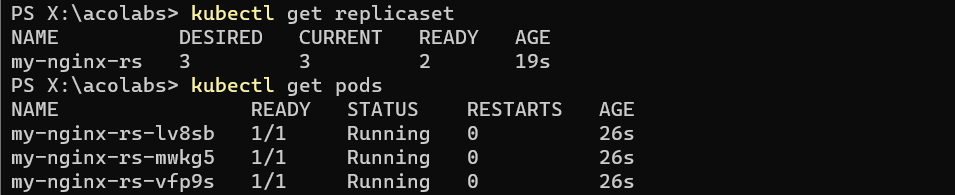 PS X:\acolabs> kubectl get replicaset
NAME          DESIRED   CURRENT   READY   AGE
my-nginx-rs   3         3         2       19s
PS X:\acolabs> kubectl get pods
NAME                READY   STATUS    RESTARTS   AGE
my-nginx-rs-lv8sb   1/1     Running   0          26s
my-nginx-rs-mwkg5   1/1     Running   0          26s
my-nginx-rs-vfp9s   1/1     Running   0          26s